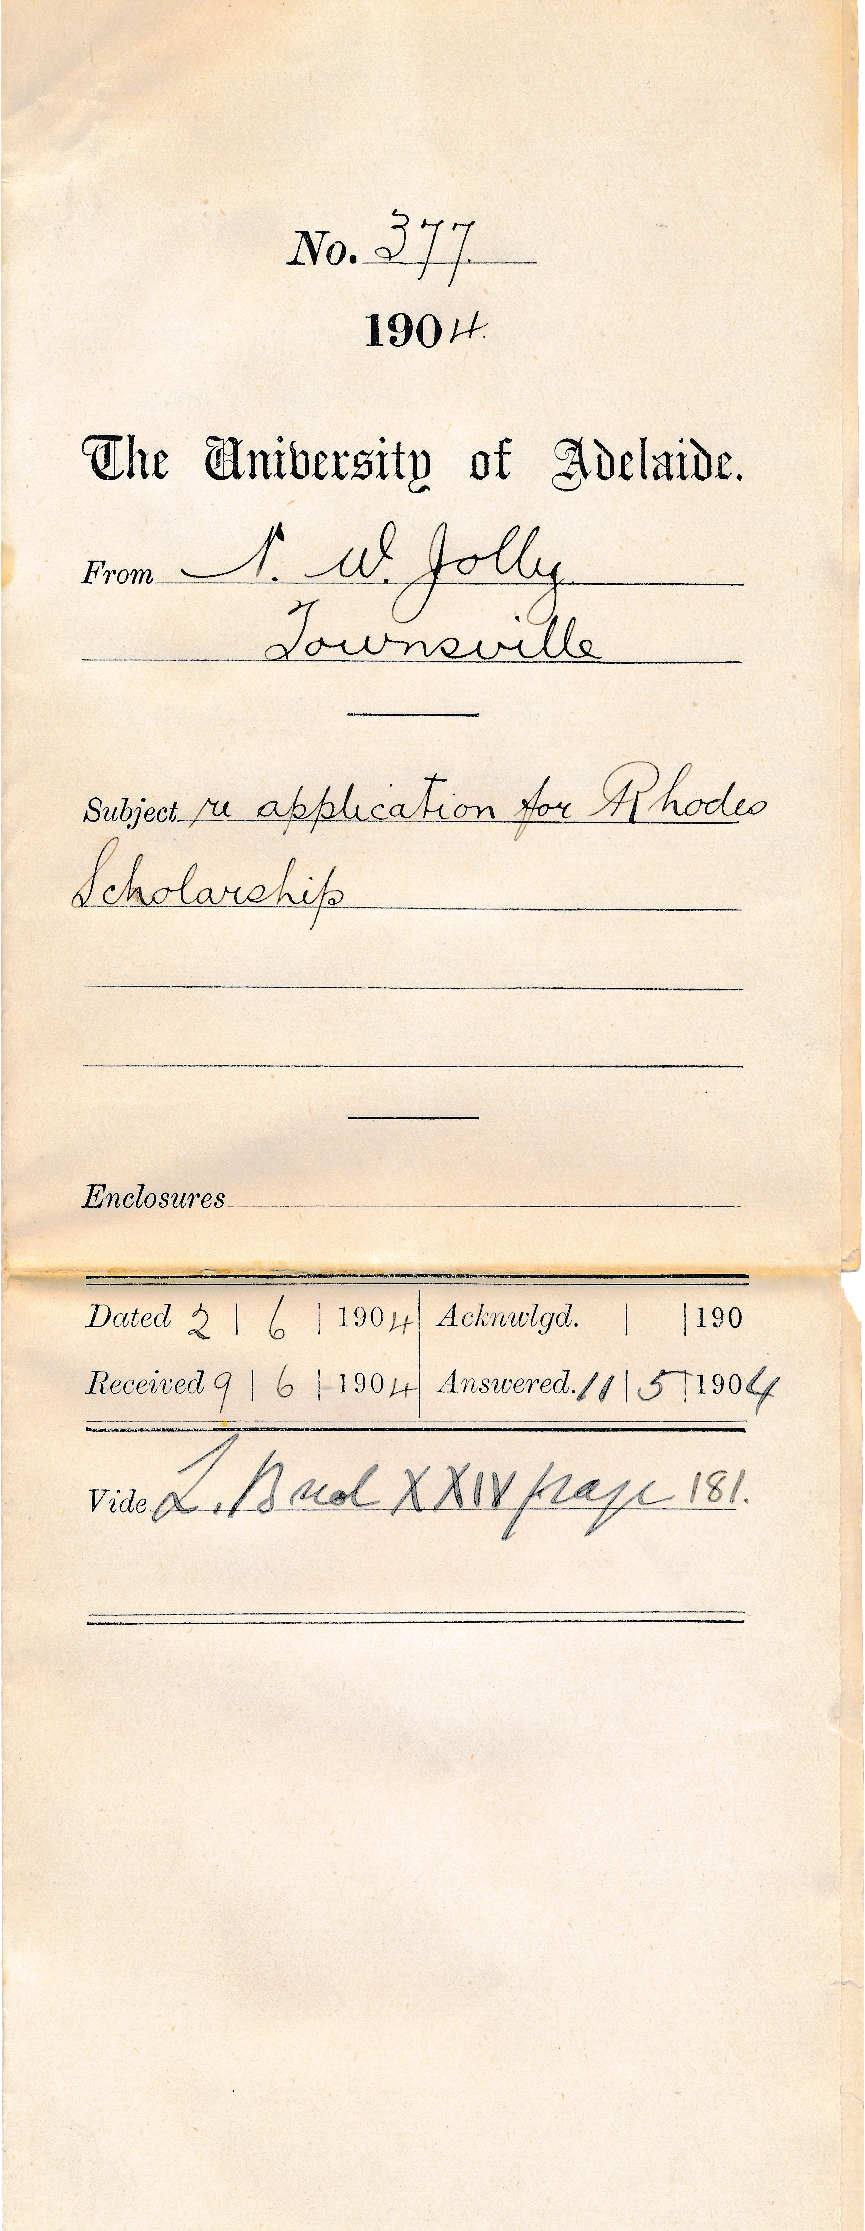 No. 377.
1904.
The University of Adelaide.
From N. W. Jolly
Townsville
Subject re application for Rhodes
Scholarship
Enclosures
Dated 2 | 6 | 1904 Acknwlgd. | | 190
Received 9 | 6 | 1904 Answered. 11 | 5 | 1904
Vide L. XXIV page 181.